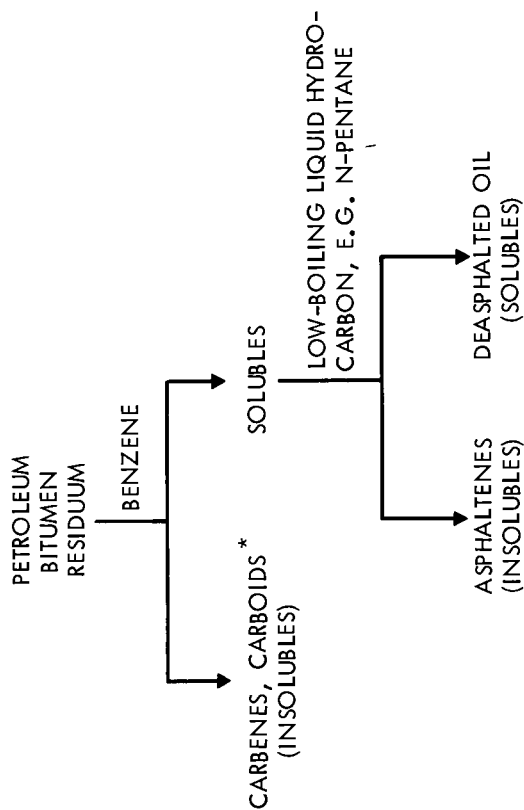 PETROLEUM
BITUMEN
RESIDUUM
BENZENE
CARBENES, CARBOIDS*
(INSOLUBLES)
SOLUBLES
LOW-BOILING LIQUID HYDRO-
CARBON, E.G. N-PENTANE
ASPHALTENES
(INSOLUBLES)
DEASPHALTED OIL
(SOLUBLES)